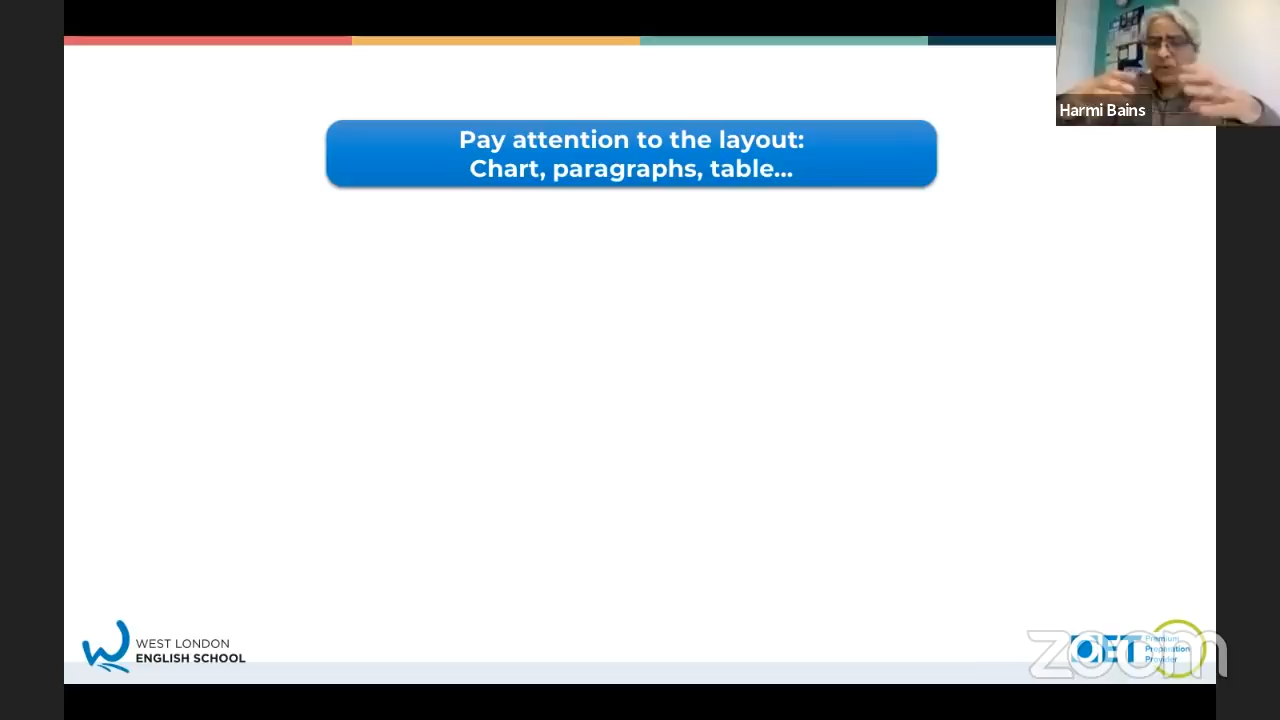 Harmi Bains
Pay attention to the layout:
Chart, paragraphs, table...
WEST LONDON
ENGLISH SCHOOL
OET
Premium
Preparation
Provider
zoom